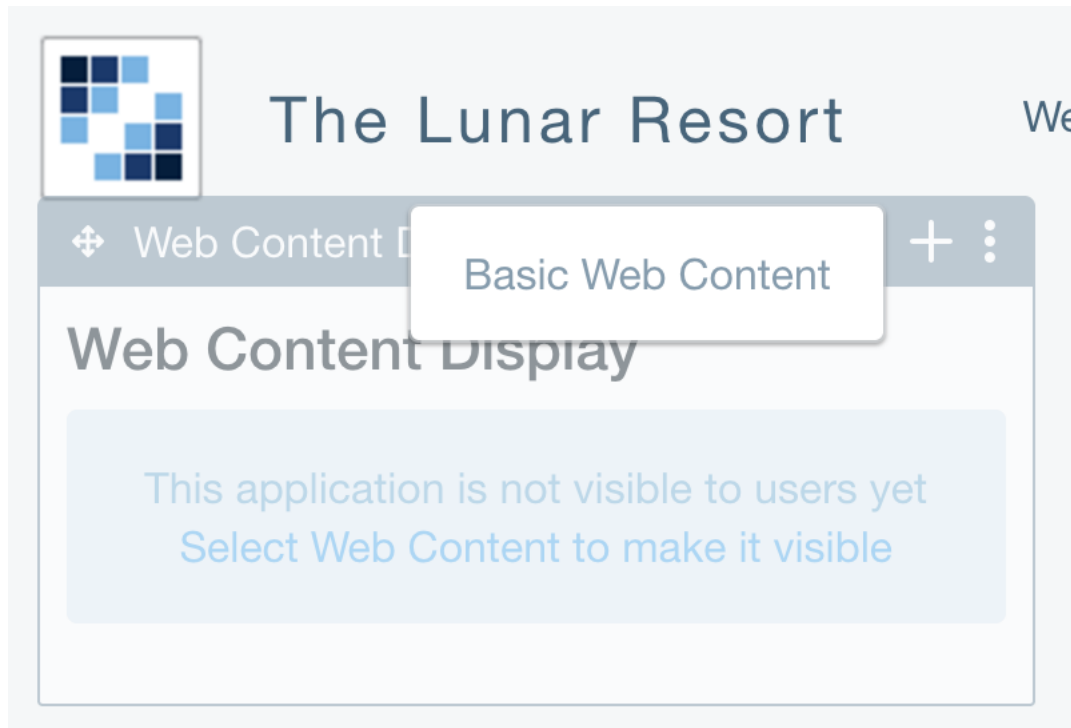 The Lunar Resort
We
Web Content D
Basic Web Content
Web Content Display
This application is not visible to users yet
Select Web Content to make it visible